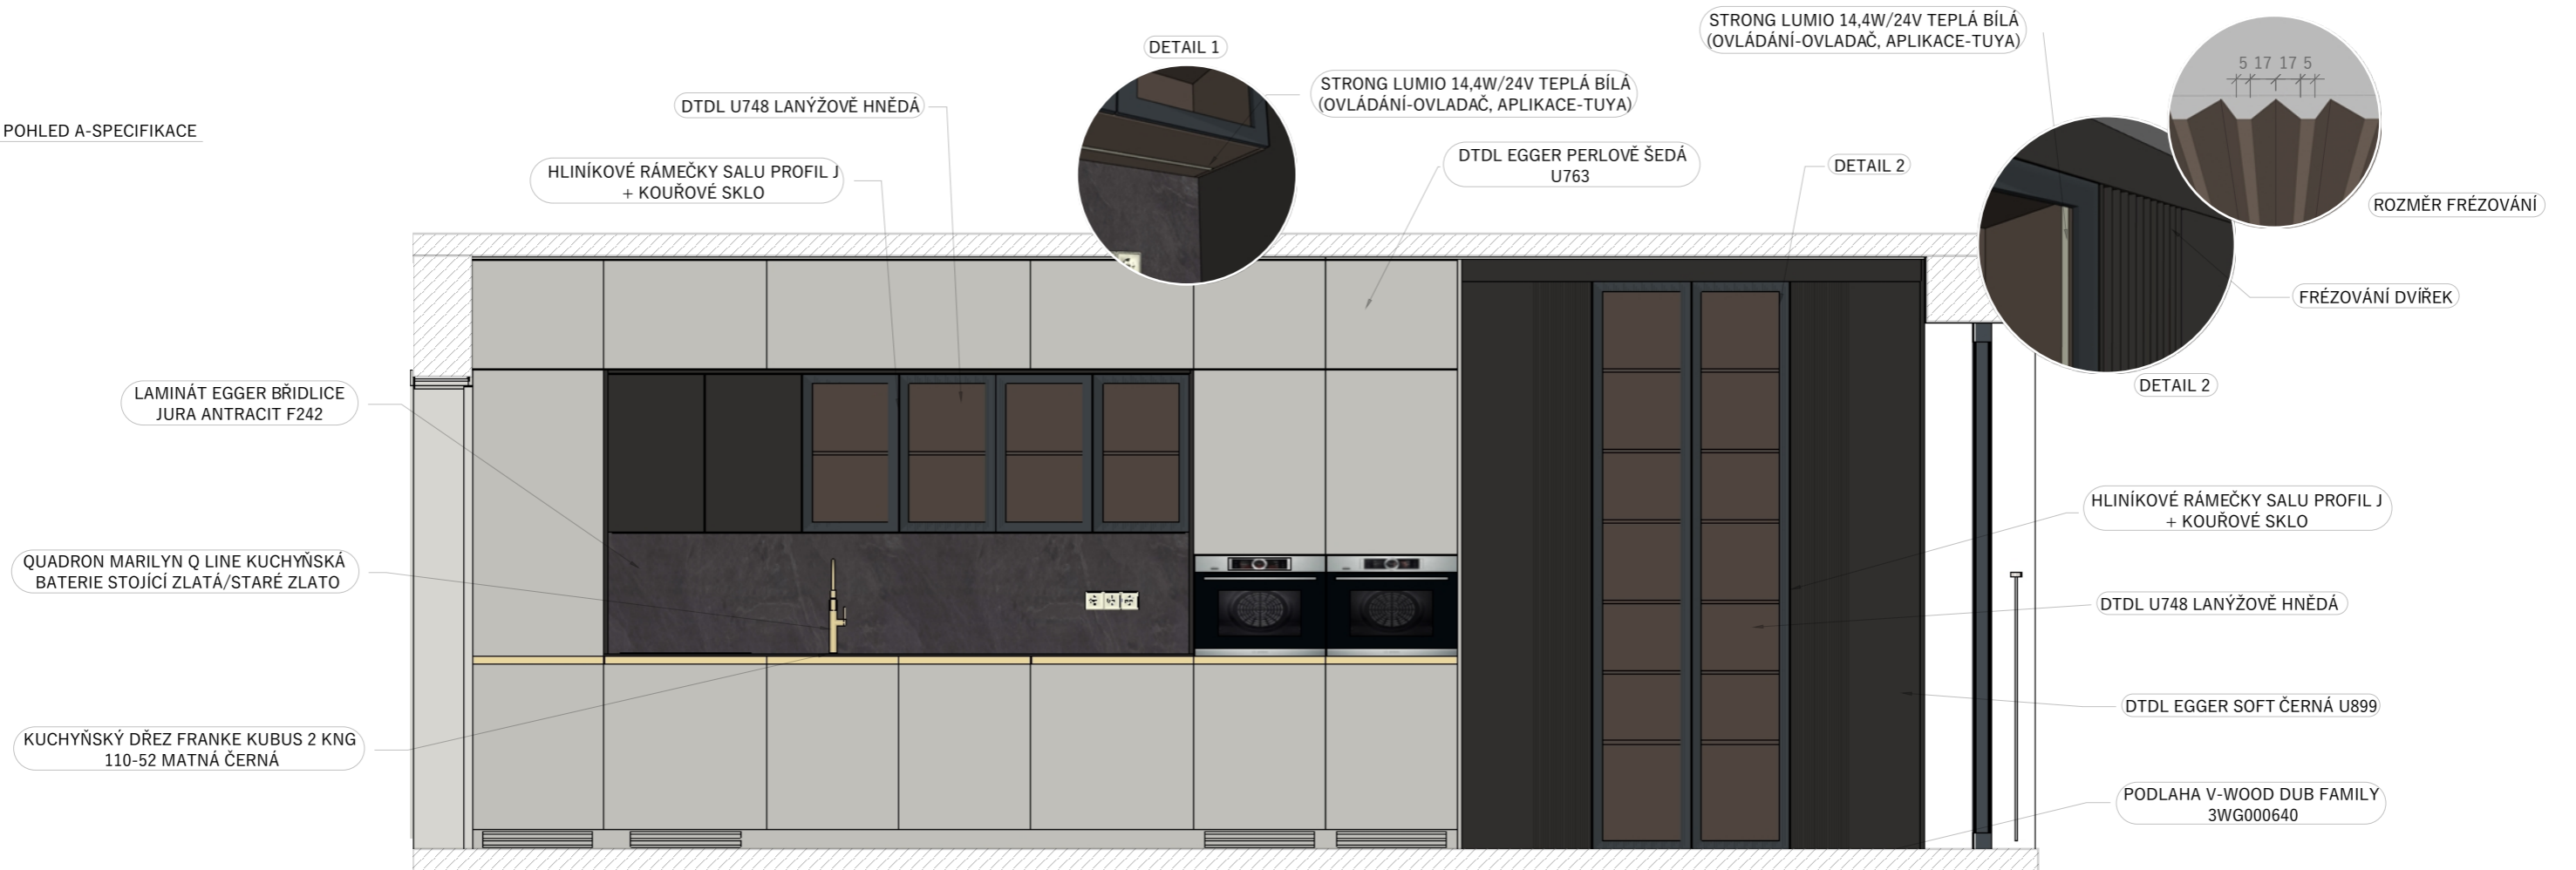 POHLED A-SPECIFIKACE
DETAIL 1
STRONG LUMIO 14,4W/24V TEPLÁ BÍLÁ
(OVLÁDÁNÍ-OVLADAČ, APLIKACE-TUYA)
STRONG LUMIO 14,4W/24V TEPLÁ BÍLÁ
(OVLÁDÁNÍ-OVLADAČ, APLIKACE-TUYA)
5 17 17 5
DTDL U748 LANÝŽOVĚ HNĚDÁ
HLINÍKOVÉ RÁMEČKY SALU PROFIL J
+ KOUŘOVÉ SKLO
DTDL EGGER PERLOVĚ ŠEDÁ
U763
DETAIL 2
ROZMĚR FRÉZOVÁNÍ
FRÉZOVÁNÍ DVÍŘEK
DETAIL 2
LAMINÁT EGGER BŘIDLICE
JURA ANTRACIT F242
HLINÍKOVÉ RÁMEČKY SALU PROFIL J
+ KOUŘOVÉ SKLO
QUADRON MARILYN Q LINE KUCHYŇSKÁ
BATERIE STOJÍCÍ ZLATÁ/STARÉ ZLATO
DTDL U748 LANÝŽOVĚ HNĚDÁ
DTDL EGGER SOFT ČERNÁ U899
KUCHYŇSKÝ DŘEZ FRANKE KUBUS 2 KNG
110-52 MATNÁ ČERNÁ
PODLAHA V-WOOD DUB FAMILY
3WG000640